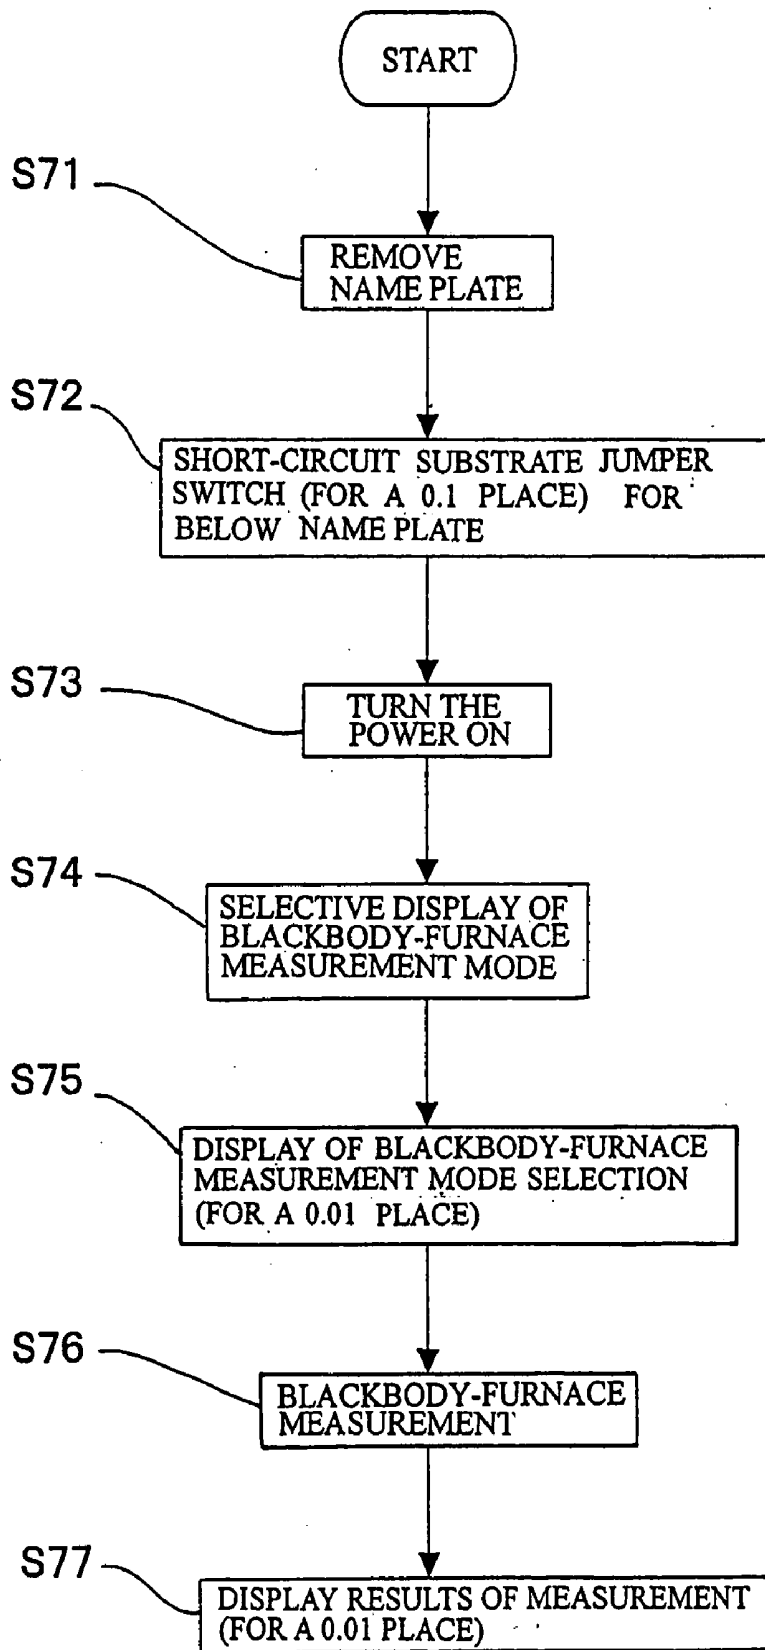 START
S71
REMOVE
NAME PLATE
S72
SHORT-CIRCUIT SUBSTRATE JUMPER
SWITCH (FOR A 0.1 PLACE) FOR
BELOW NAME PLATE
S73
TURN THE
POWER ON
S74
SELECTIVE DISPLAY OF
BLACKBODY-FURNACE
MEASUREMENT MODE
S75
DISPLAY OF BLACKBODY-FURNACE
MEASUREMENT MODE SELECTION
(FOR A 0.01 PLACE)
S76
BLACKBODY-FURNACE
MEASUREMENT
S77
DISPLAY RESULTS OF MEASUREMENT
(FOR A 0.01 PLACE)